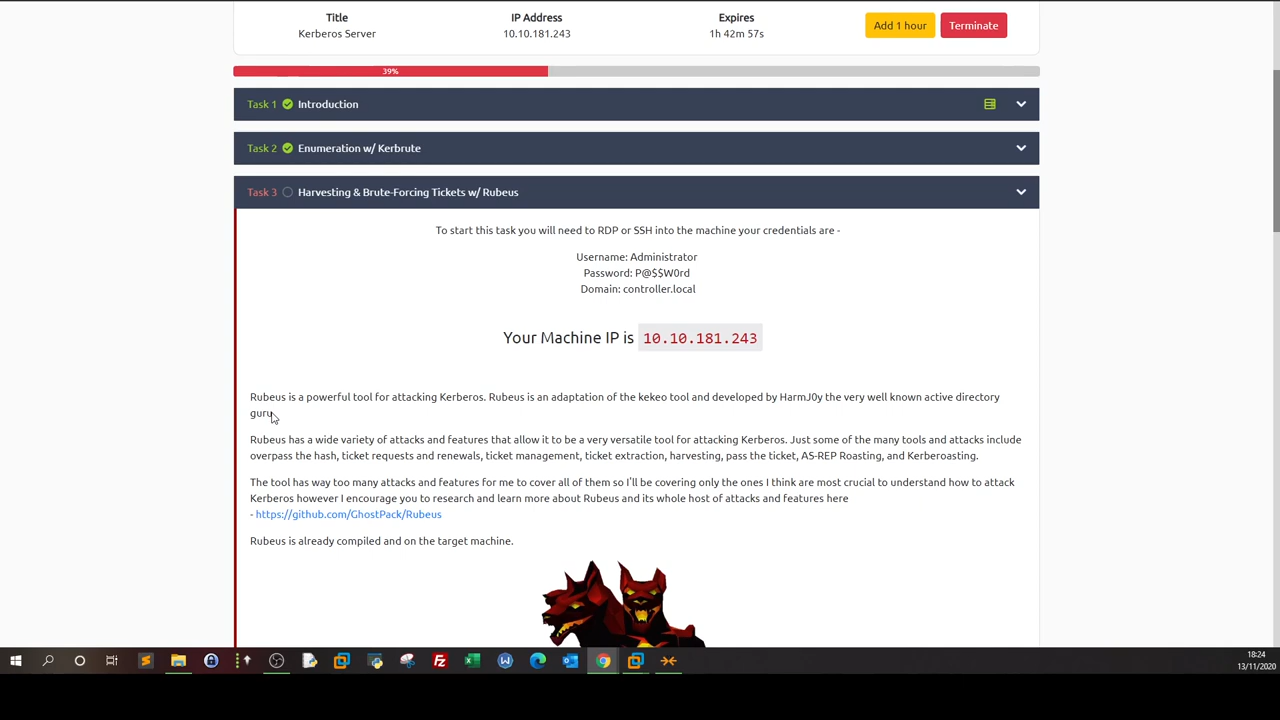 Title
IP Address
Expires
Kerberos Server
10.10.181.243
1h 42m 57s
Add 1 hour
Terminate
39%
Task 1 Introduction
Task 2 Enumeration w/ Kerbrute
Task 3 Harvesting & Brute-Forcing Tickets w/ Rubeus
To start this task you will need to RDP or SSH into the machine your credentials are -
Username: Administrator
Password: P@$$W0rd
Domain: controller.local
Your Machine IP is 10.10.181.243
Rubeus is a powerful tool for attacking Kerberos. Rubeus is an adaptation of the kekeo tool and developed by HarmJ0y the very well known active directory
guru.
Rubeus has a wide variety of attacks and features that allow it to be a very versatile tool for attacking Kerberos. Just some of the many tools and attacks include
overpass the hash, ticket requests and renewals, ticket management, ticket extraction, harvesting, pass the ticket, AS-REP Roasting, and Kerberoasting.
The tool has way too many attacks and features for me to cover all of them so I'll be covering only the ones I think are most crucial to understand how to attack
Kerberos however I encourage you to research and learn more about Rubeus and its whole host of attacks and features here
- https://github.com/GhostPack/Rubeus
Rubeus is already compiled and on the target machine.
18:24
13/11/2020